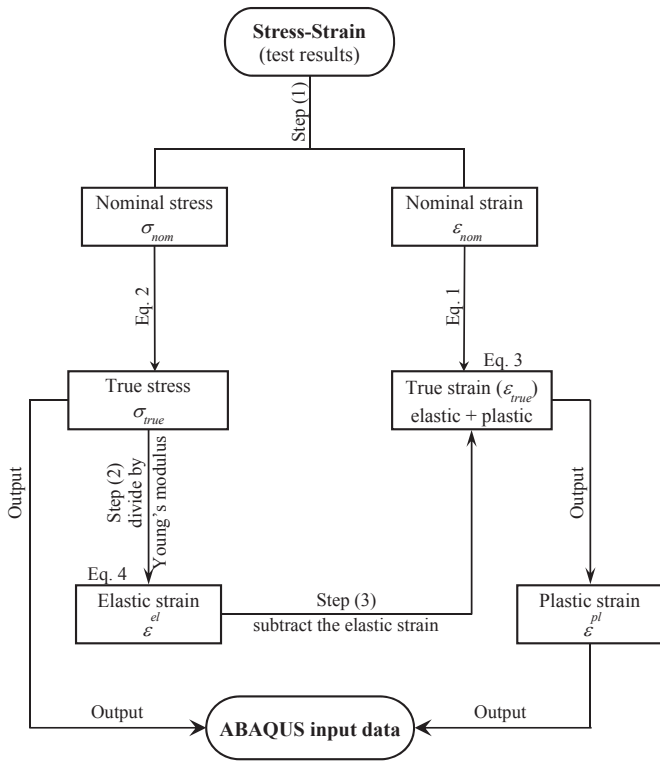 Stress-Strain
(test results)
Step (1)
Nominal stress
σnom
Nominal strain
εnom
Eq. 2
Eq. 1
Eq. 3
True stress
σtrue
True strain (εtrue)
elastic + plastic
Output
Step (2)
divide by
Young's modulus
Output
Eq. 4
Elastic strain
εel
Step (3)
subtract the elastic strain
Plastic strain
εpl
Output
ABAQUS input data
Output